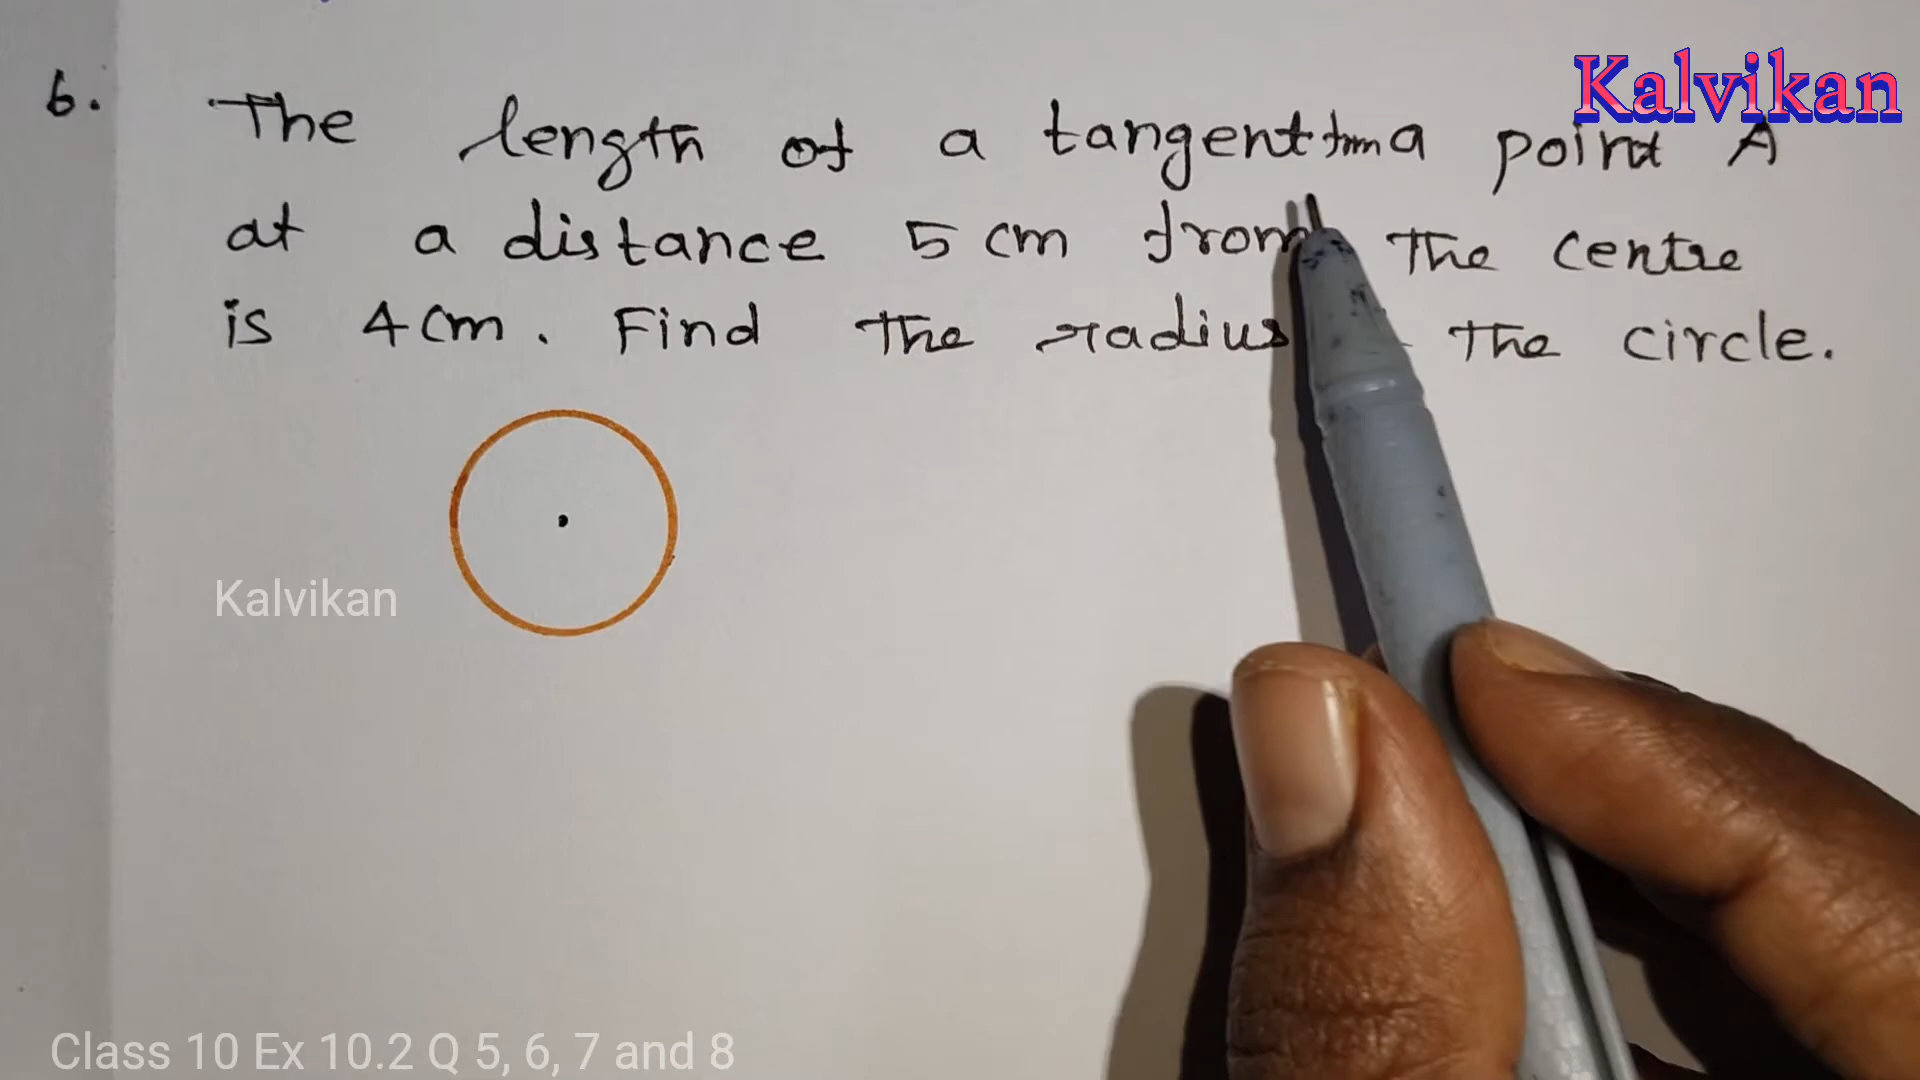 Kalvikan
6. The length of a tangent from a point A
at a distance 5 cm from the centre
is 4 cm. Find the radius the circle.
Kalvikan
Class 10 Ex 10.2 Q 5, 6, 7 and 8